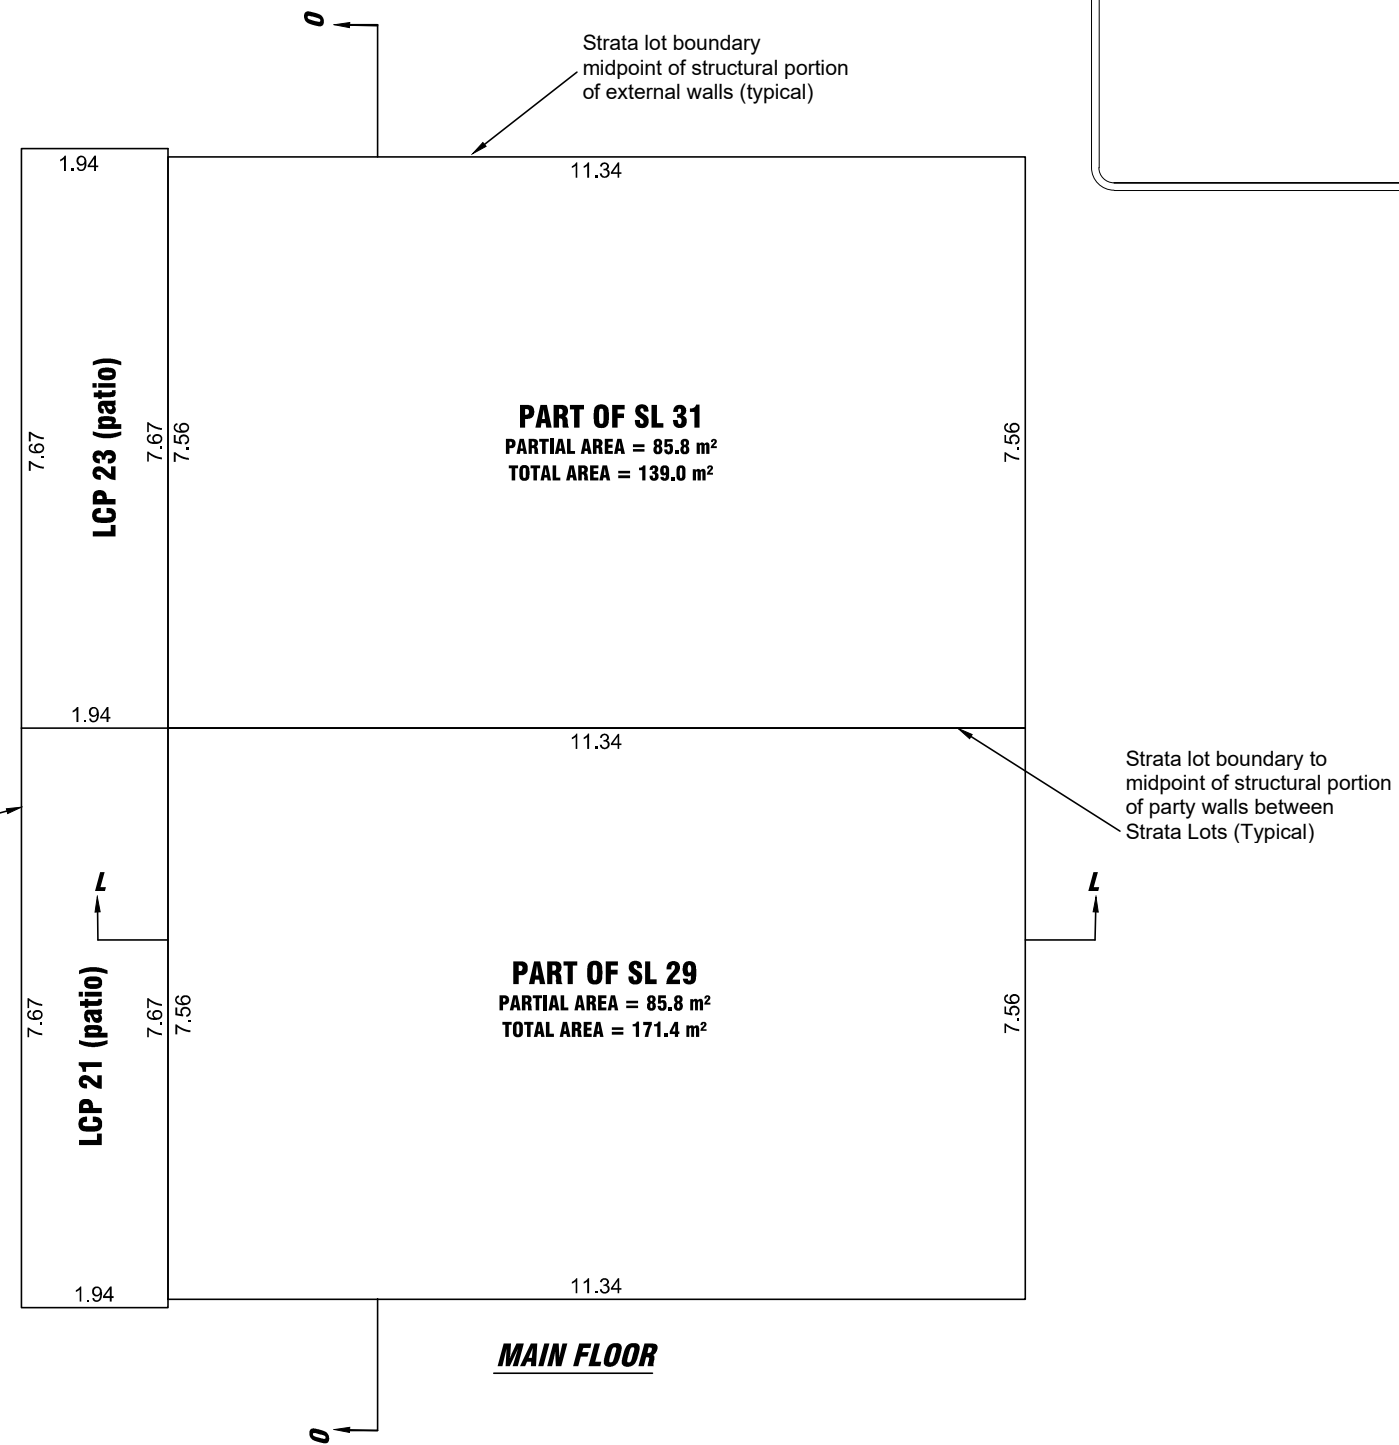 O
Strata lot boundary
midpoint of structural portion
of external walls (typical)
1.94
11.34
LCP 23 (patio)
7.67
7.67
7.56
PART OF SL 31
PARTIAL AREA = 85.8 m²
TOTAL AREA = 139.0 m²
7.56
1.94
11.34
Strata lot boundary to
midpoint of structural portion
of party walls between
Strata Lots (Typical)
L
L
LCP 21 (patio)
7.67
7.67
7.56
PART OF SL 29
PARTIAL AREA = 85.8 m²
TOTAL AREA = 171.4 m²
7.56
1.94
11.34
MAIN FLOOR
O